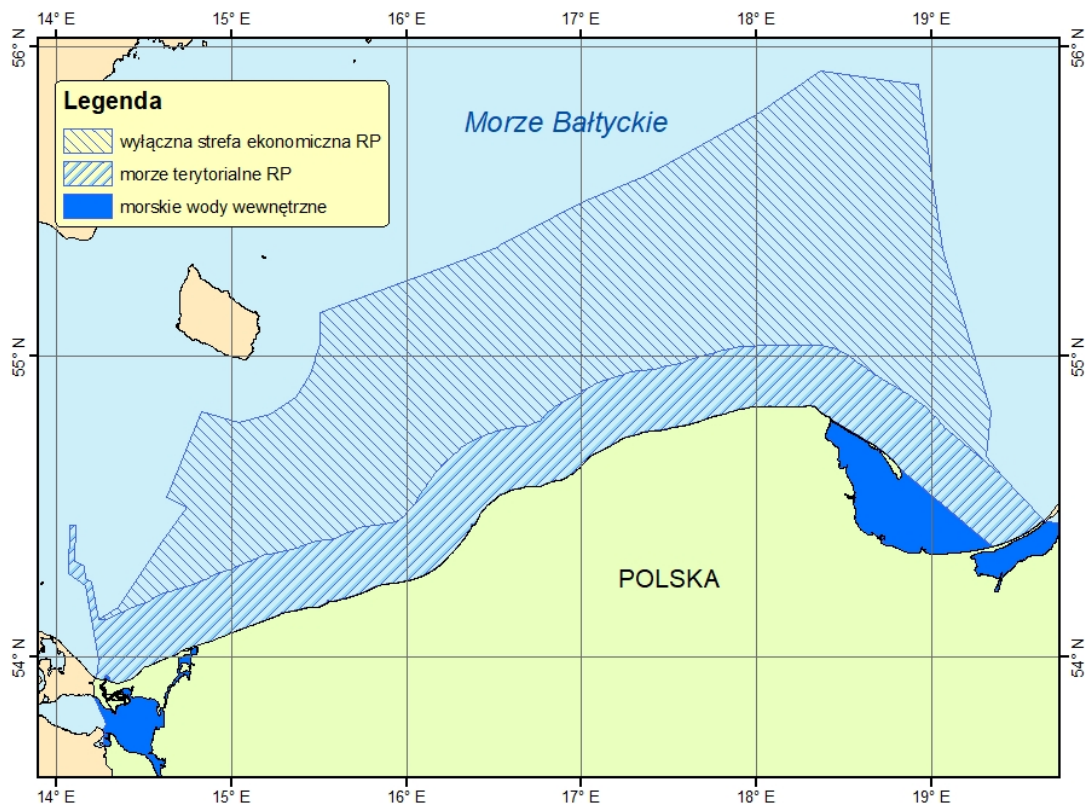 14° E 15° E 16° E 17° E 18° E 19° E
56° N 56° N
Legenda
wyłączna strefa ekonomiczna RP
morze terytorialne RP
morskie wody wewnętrzne
Morze Bałtyckie
55° N 55° N
POLSKA
54° N 54° N
14° E 15° E 16° E 17° E 18° E 19° E